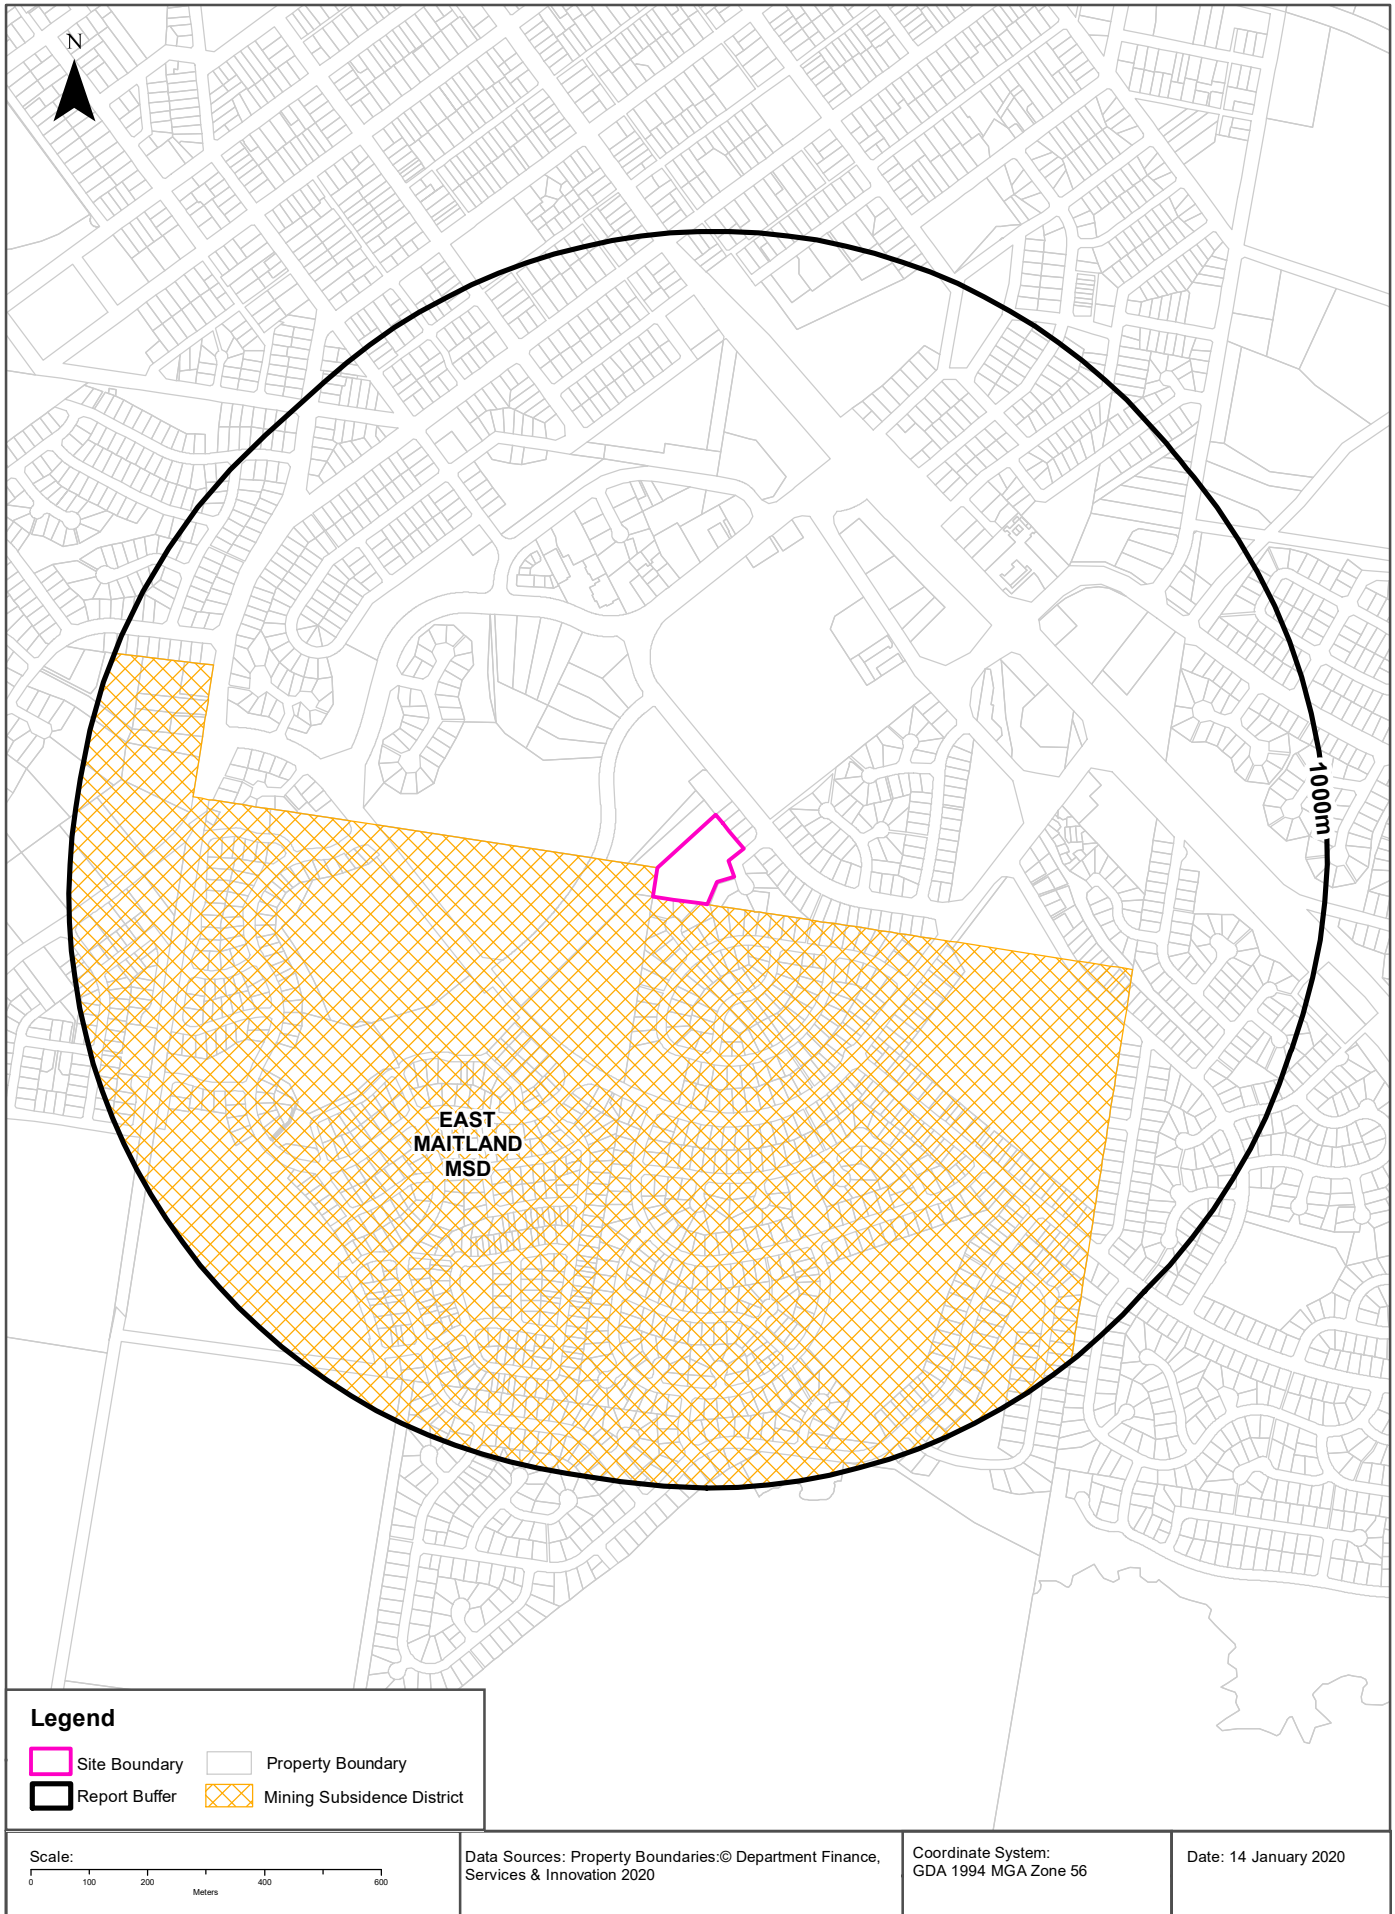 N
1000m
EAST
MAITLAND
MSD
Legend
Site Boundary
Property Boundary
Report Buffer
Mining Subsidence District
Scale:
0 100 200 400 600
Meters
Data Sources: Property Boundaries:© Department Finance,
Services & Innovation 2020
Coordinate System:
GDA 1994 MGA Zone 56
Date: 14 January 2020